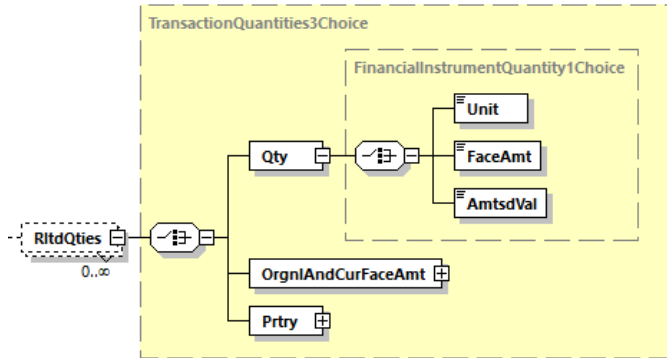 TransactionQuantities3Choice
FinancialInstrumentQuantity1Choice
Unit
Qty
FaceAmt
AmtsdVal
RltdQties
0..∞
OrgnlAndCurFaceAmt
Prtry